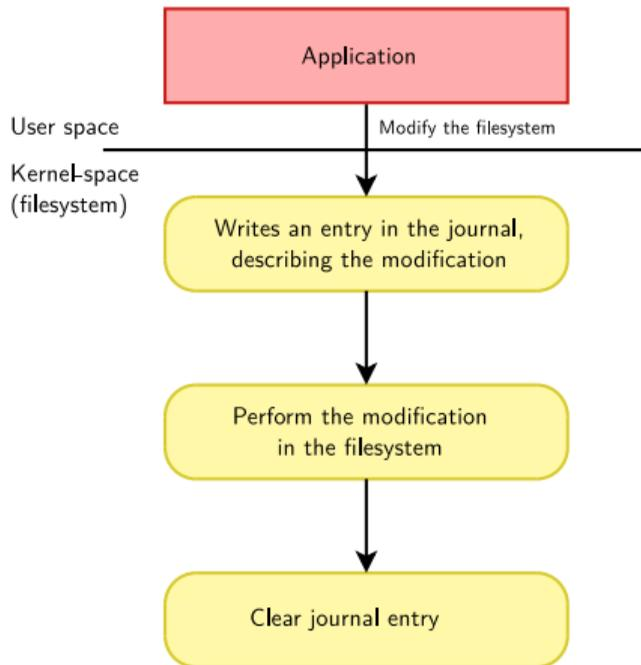 Application
User space
Modify the filesystem
Kernel-space
(filesystem)
Writes an entry in the journal,
describing the modification
Perform the modification
in the filesystem
Clear journal entry